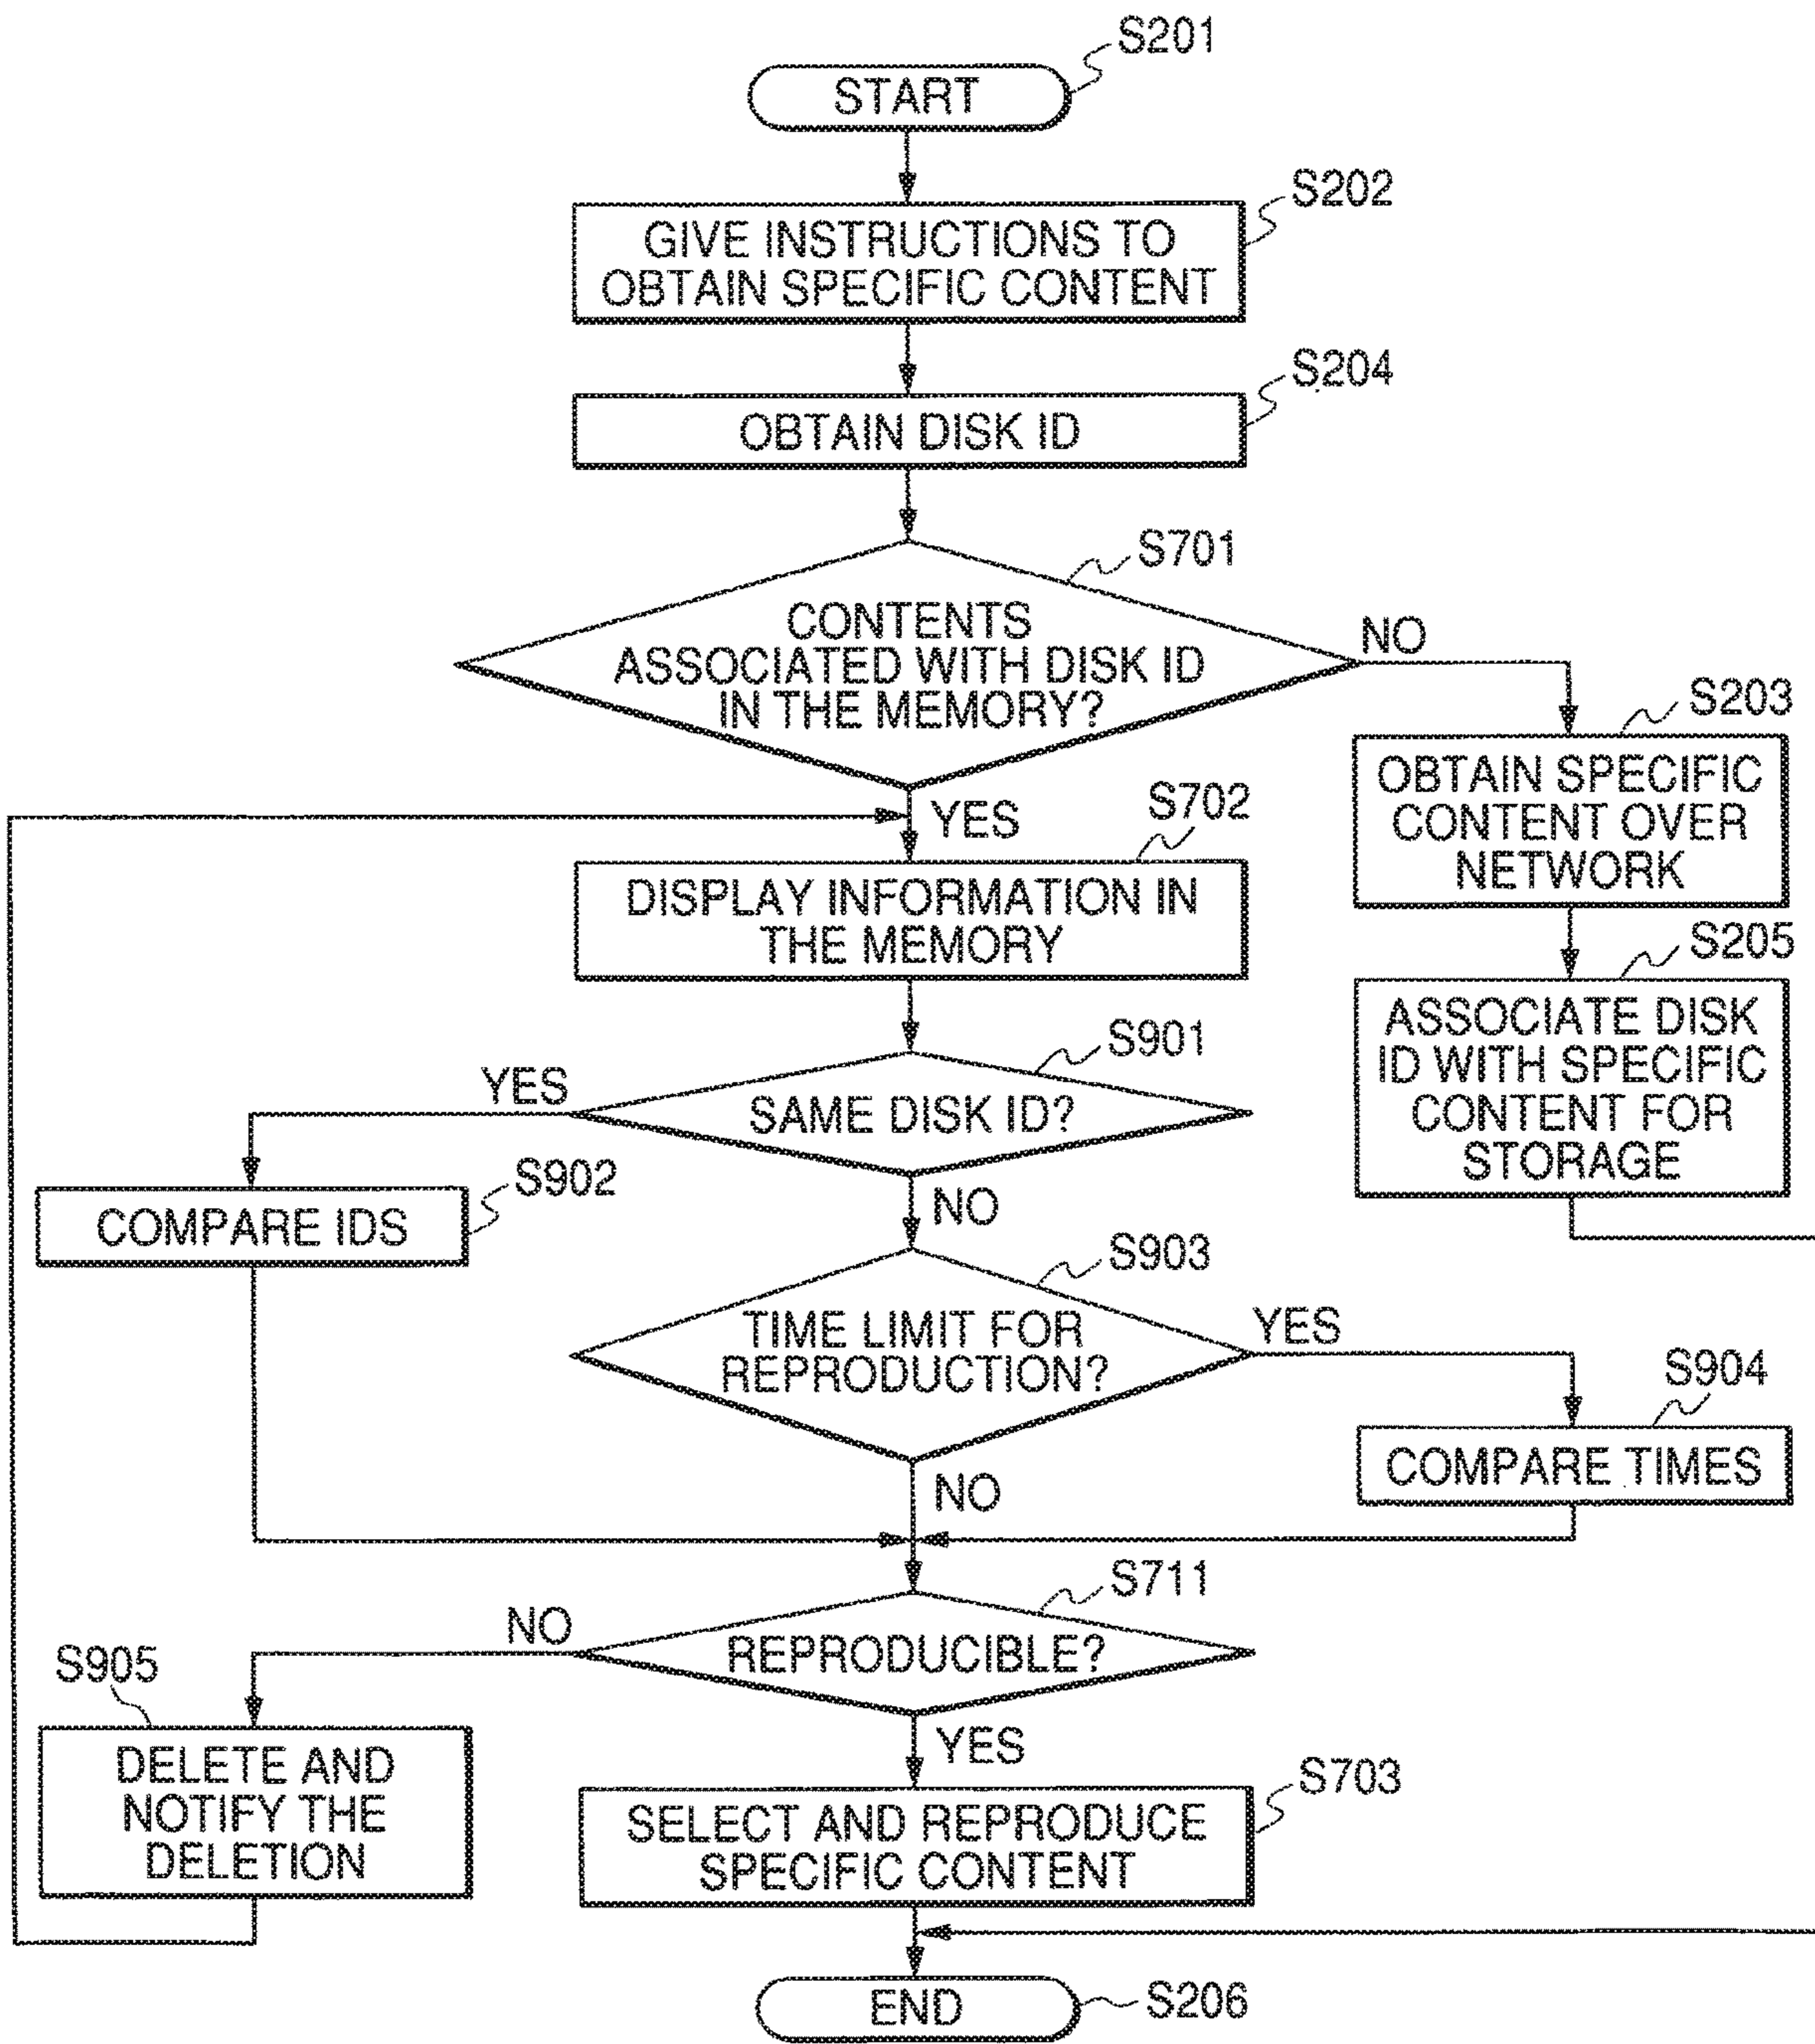 S201
START
S202
GIVE INSTRUCTIONS TO
OBTAIN SPECIFIC CONTENT
S204
OBTAIN DISK ID
S701
CONTENTS
ASSOCIATED WITH DISK ID
IN THE MEMORY?
NO
S203
OBTAIN SPECIFIC
CONTENT OVER
NETWORK
YES
S702
DISPLAY INFORMATION IN
THE MEMORY
S205
ASSOCIATE DISK
ID WITH SPECIFIC
CONTENT FOR
STORAGE
S901
YES
SAME DISK ID?
S902
COMPARE IDS
NO
S903
TIME LIMIT FOR
REPRODUCTION?
YES
S904
COMPARE TIMES
NO
S711
NO
REPRODUCIBLE?
S905
DELETE AND
NOTIFY THE
DELETION
YES
S703
SELECT AND REPRODUCE
SPECIFIC CONTENT
END
S206